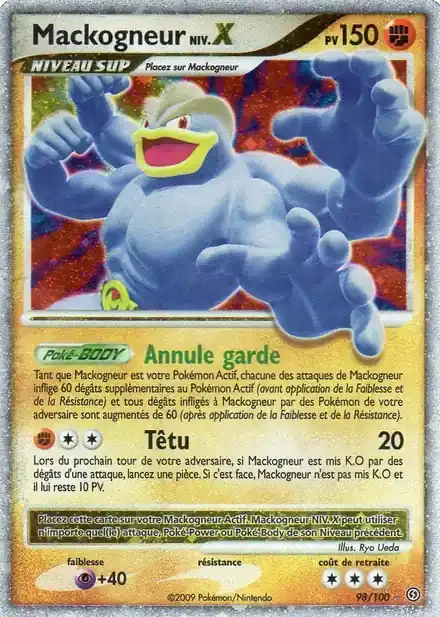 Mackogneur NIV.X PV 150
NIVEAU SUP Placez sur Mackogneur
Poké-BODY Annule garde
Tant que Mackogneur est votre Pokémon Actif, chacune des attaques de Mackogneur
inflige 60 dégâts supplémentaires au Pokémon Actif (avant application de la Faiblesse et
de la Résistance) et tous dégâts infligés à Mackogneur par des Pokémon de votre
adversaire sont augmentés de 60 (après application de la Faiblesse et de la Résistance).
Têtu 20
Lors du prochain tour de votre adversaire, si Mackogneur est mis K.O par des
dégâts d'une attaque, lancez une pièce. Si c'est face, Mackogneur n'est pas mis K.O et
il lui reste 10 PV.
Placez cette carte sur votre Mackogneur Actif. Mackogneur NIV.X peut utiliser
n'importe quel(le) attaque, Poké-Power ou Poké-Body de son Niveau précédent.
Illus. Ryo Ueda
faiblesse résistance coût de retraite
+40
©2009 Pokémon/Nintendo 98/100